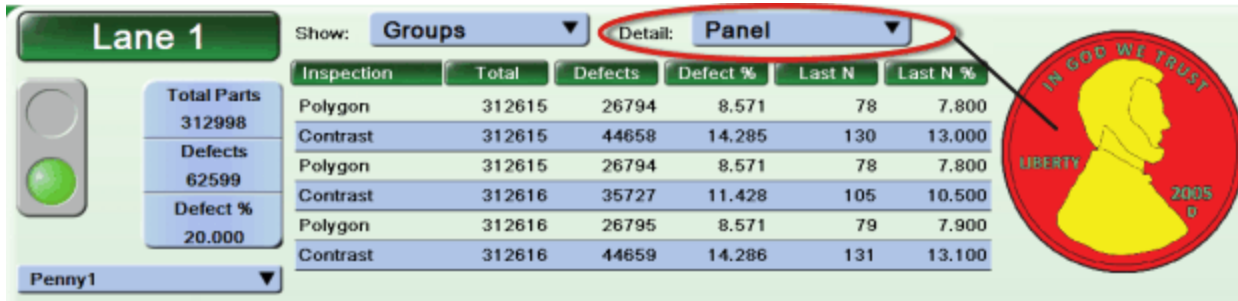 Lane 1
Show: Groups
Detail: Panel
Total Parts
312998
Defects
62599
Defect %
20.000
Penny1
Inspection Total Defects Defect % Last N Last N %
Polygon 312615 26794 8.571 78 7.800
Contrast 312615 44658 14.285 130 13.000
Polygon 312615 26794 8.571 78 7.800
Contrast 312616 35727 11.428 105 10.500
Polygon 312616 26795 8.571 79 7.900
Contrast 312616 44659 14.286 131 13.100
IN GOD WE TRUST
LIBERTY
2005
D